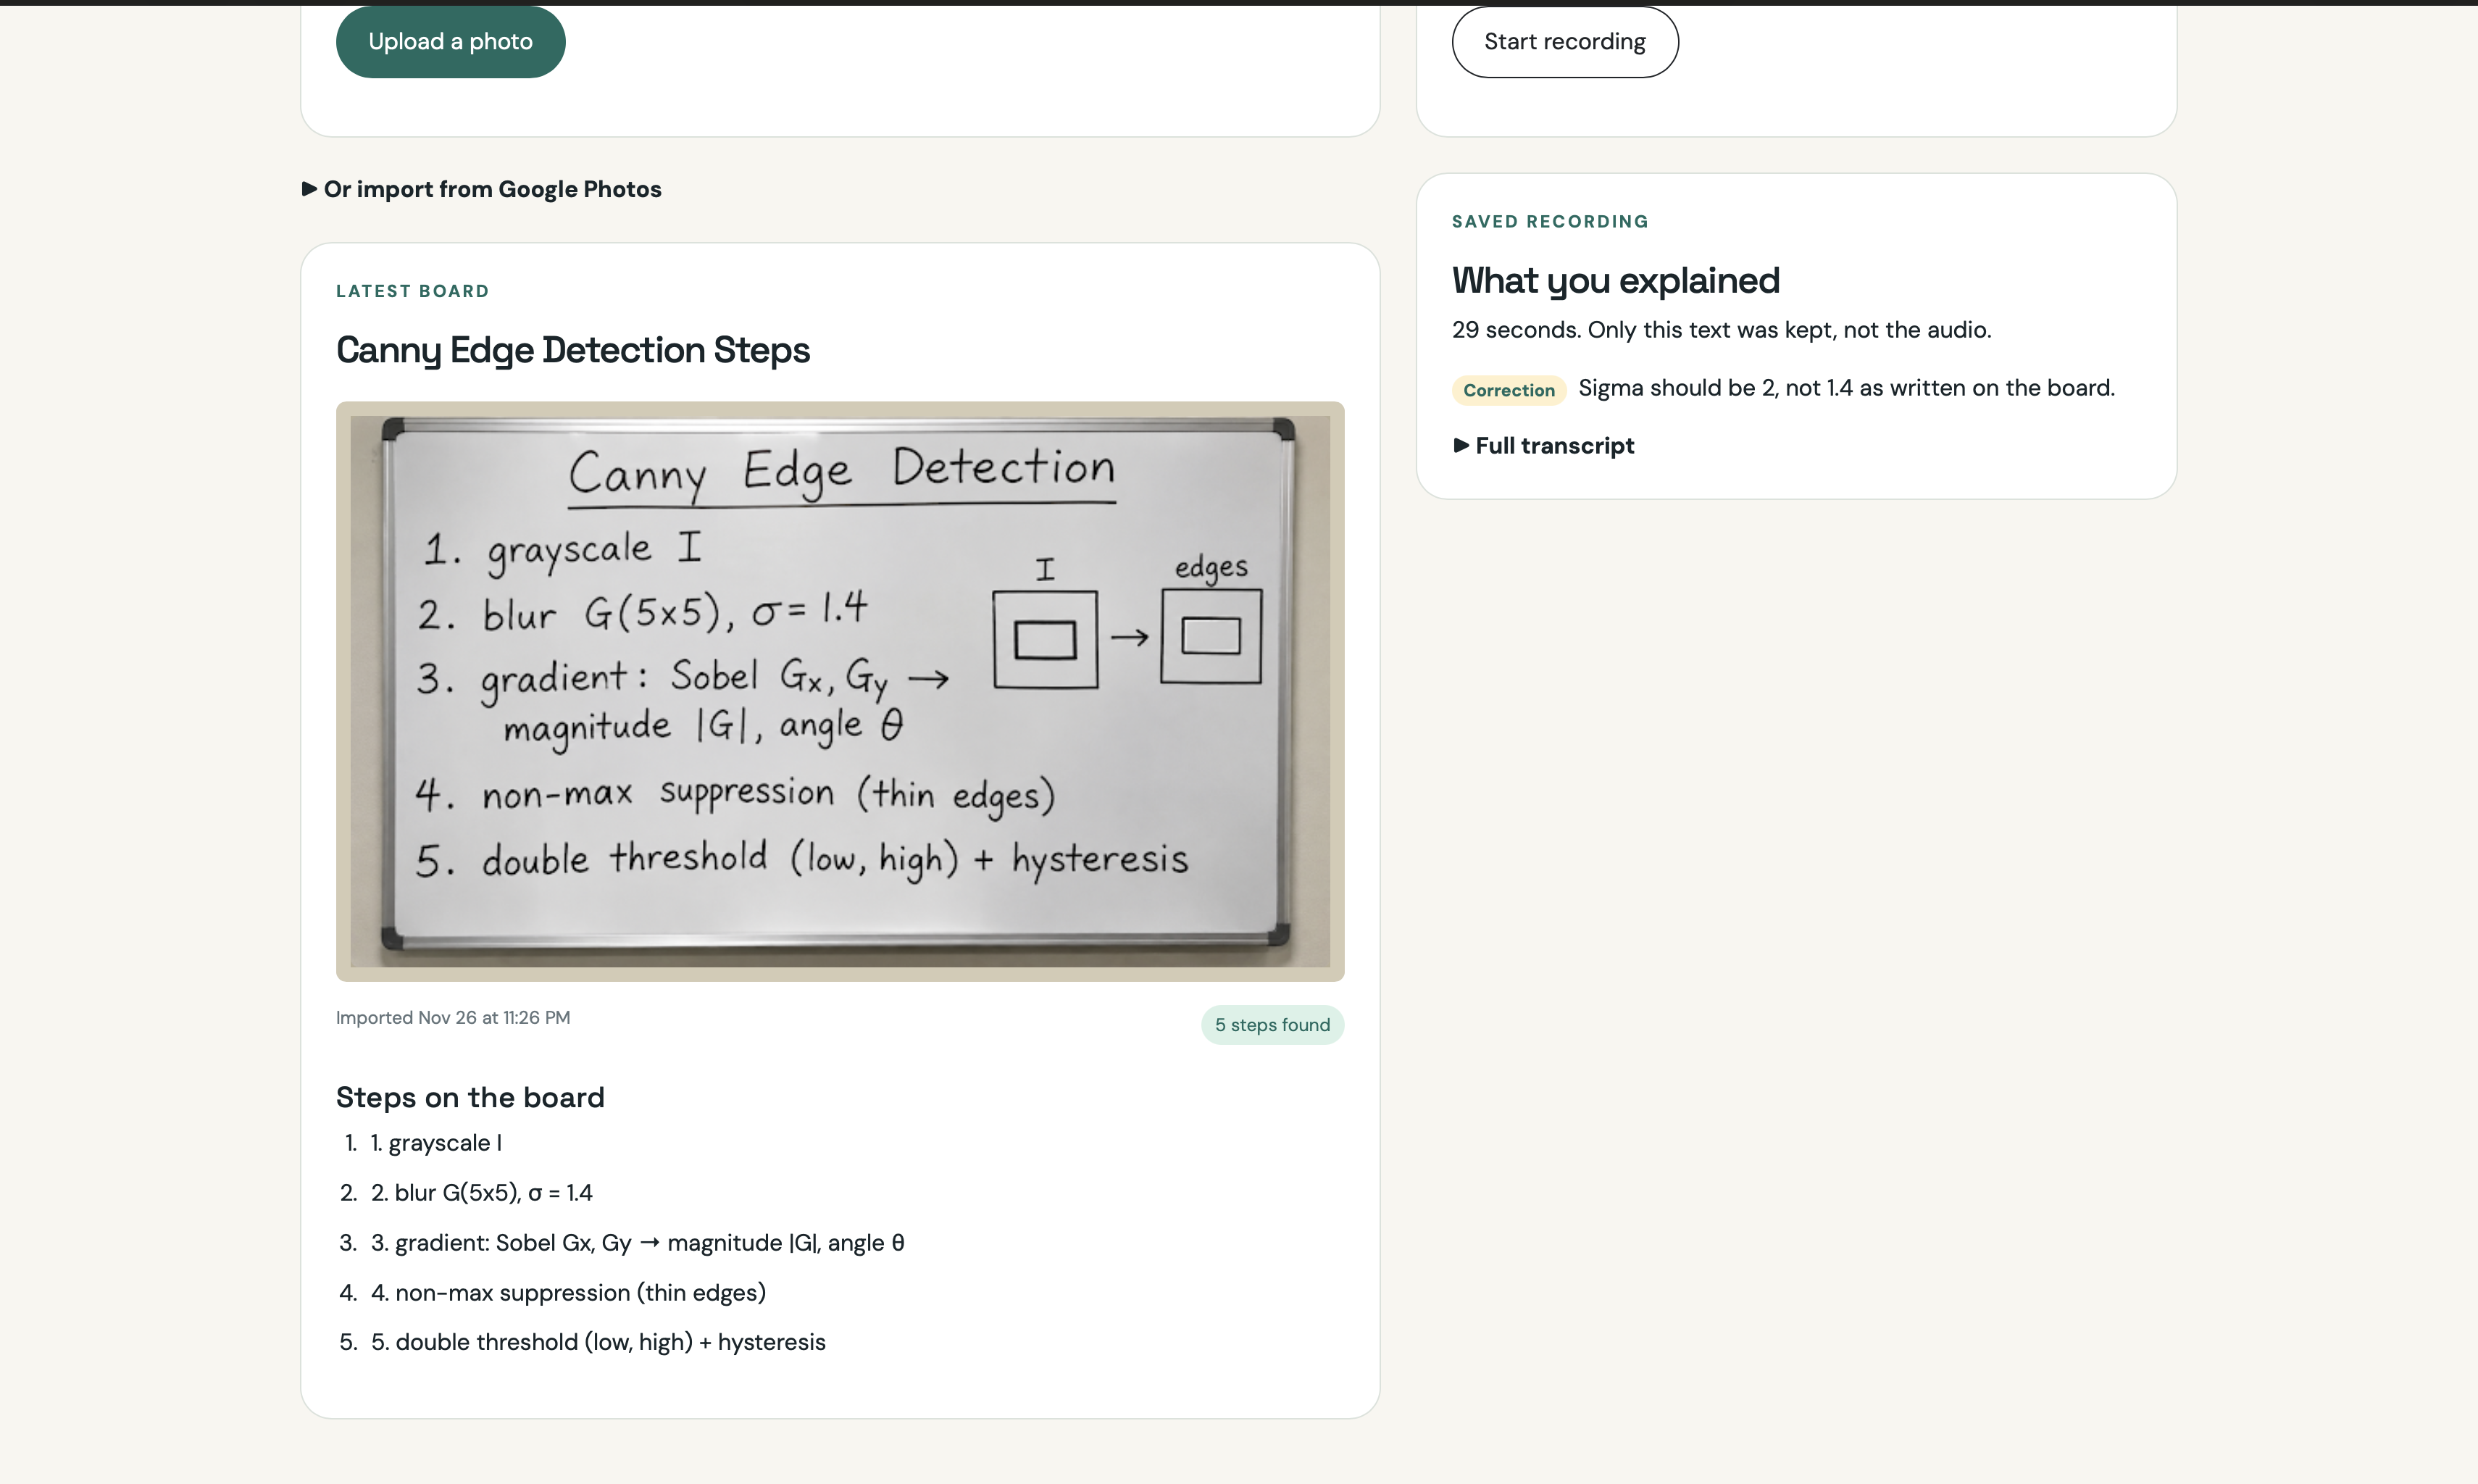 Upload a photo
Start recording
▶ Or import from Google Photos
LATEST BOARD
Canny Edge Detection Steps
Canny Edge Detection
1. grayscale I
2. blur G(5x5), σ = 1.4
3. gradient: Sobel Gx, Gy →
magnitude |G|, angle θ
4. non-max suppression (thin edges)
5. double threshold (low, high) + hysteresis
I
edges
→
Imported Nov 26 at 11:26 PM
5 steps found
Steps on the board
1. 1. grayscale I
2. 2. blur G(5x5), σ = 1.4
3. 3. gradient: Sobel Gx, Gy → magnitude |G|, angle θ
4. 4. non-max suppression (thin edges)
5. 5. double threshold (low, high) + hysteresis
SAVED RECORDING
What you explained
29 seconds. Only this text was kept, not the audio.
Correction Sigma should be 2, not 1.4 as written on the board.
▶ Full transcript